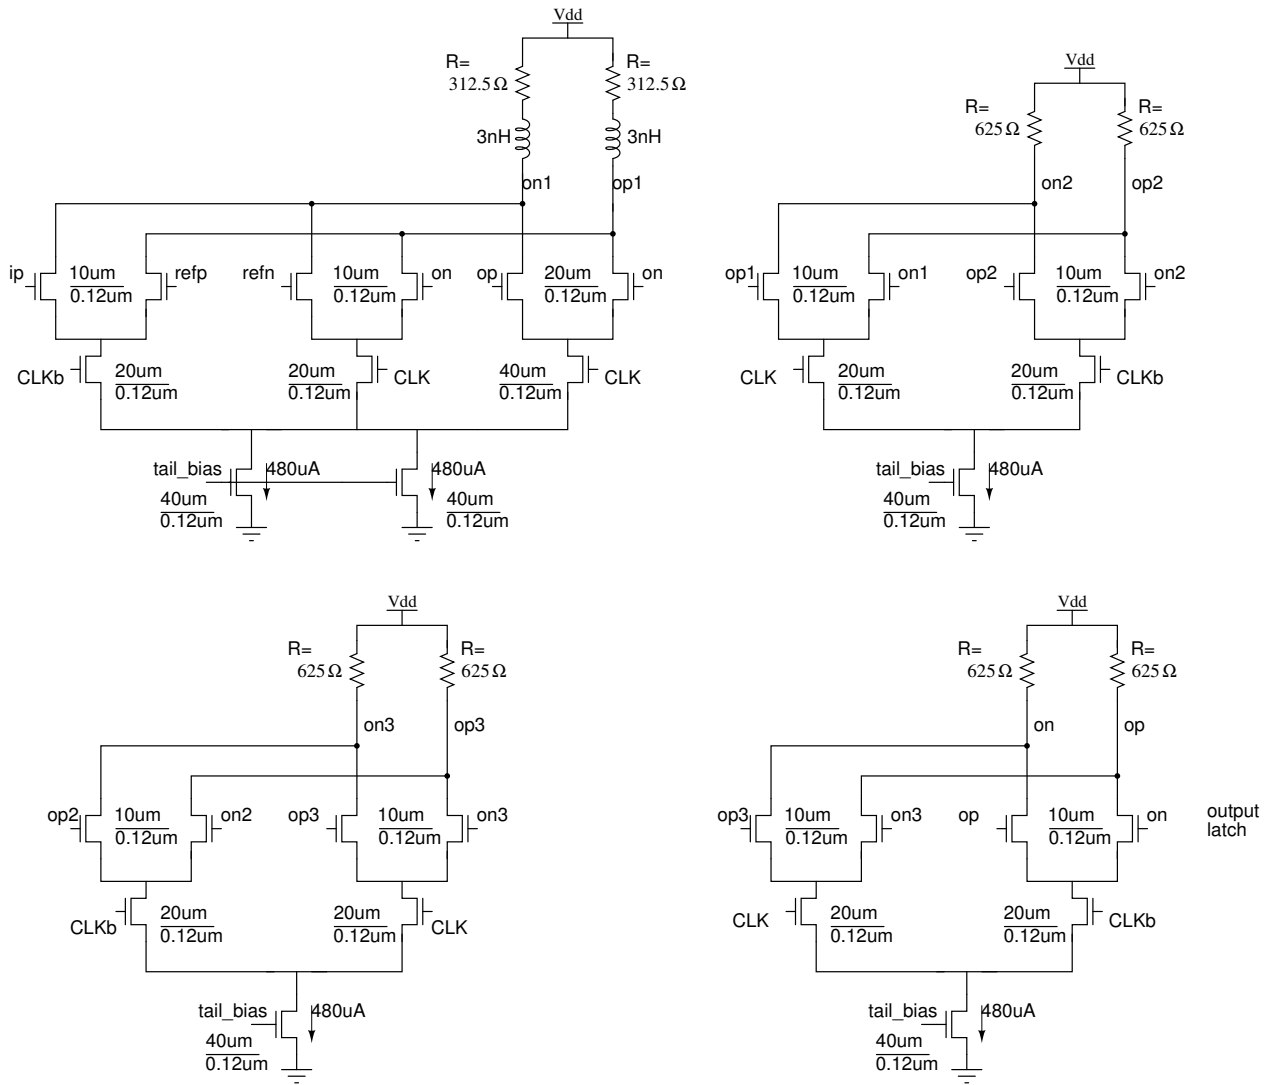 Vdd
R=
312.5Ω
R=
312.5Ω
3nH
3nH
on1
op1
ip
10um
0.12um
refp
refn
10um
0.12um
on
op
20um
0.12um
on
CLKb
20um
0.12um
20um
0.12um
CLK
40um
0.12um
CLK
tail_bias
480uA
40um
0.12um
480uA
40um
0.12um
Vdd
R=
625Ω
R=
625Ω
on2
op2
op1
10um
0.12um
on1
op2
10um
0.12um
on2
CLK
20um
0.12um
20um
0.12um
CLKb
tail_bias
480uA
40um
0.12um
Vdd
R=
625Ω
R=
625Ω
on3
op3
op2
10um
0.12um
on2
op3
10um
0.12um
on3
CLKb
20um
0.12um
20um
0.12um
CLK
tail_bias
480uA
40um
0.12um
Vdd
R=
625Ω
R=
625Ω
on
op
op3
10um
0.12um
on3
op
10um
0.12um
on
output
latch
CLK
20um
0.12um
20um
0.12um
CLKb
tail_bias
480uA
40um
0.12um